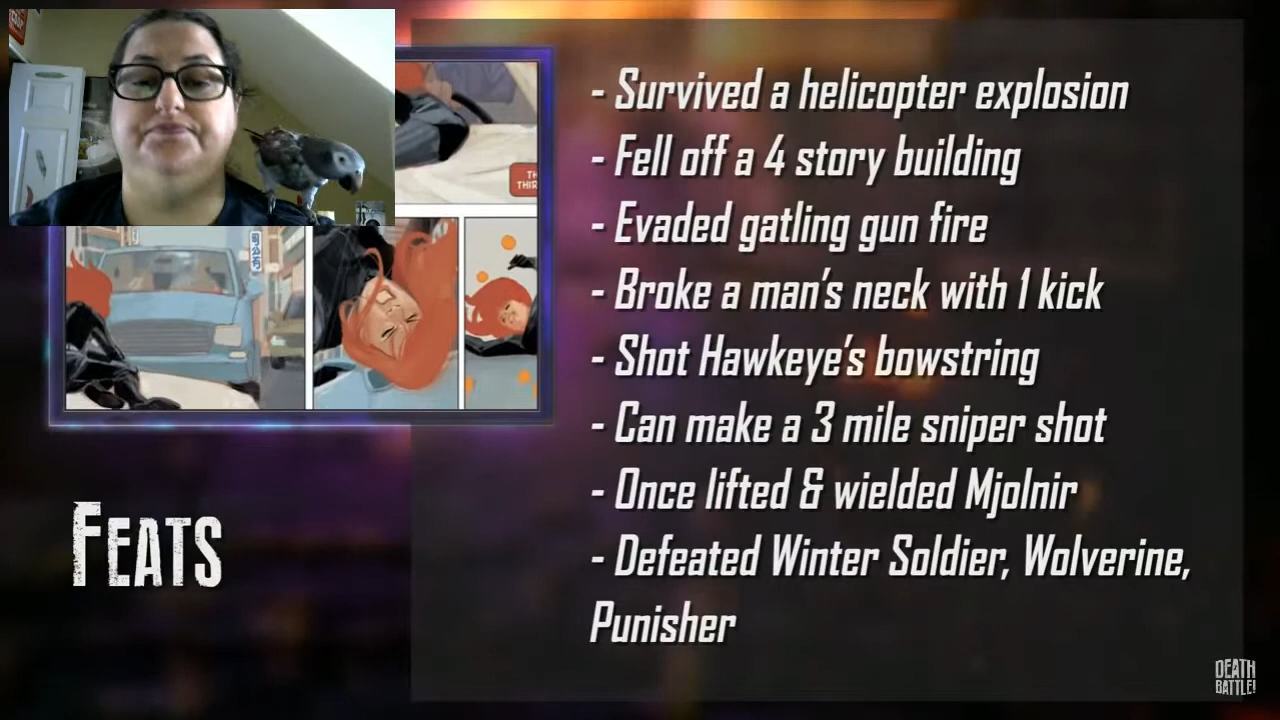 - Survived a helicopter explosion
- Fell off a 4 story building
- Evaded gatling gun fire
- Broke a man's neck with 1 kick
- Shot Hawkeye's bowstring
- Can make a 3 mile sniper shot
- Once lifted & wielded Mjolnir
- Defeated Winter Soldier, Wolverine,
Punisher
FEATS
DEATH
BATTLE!